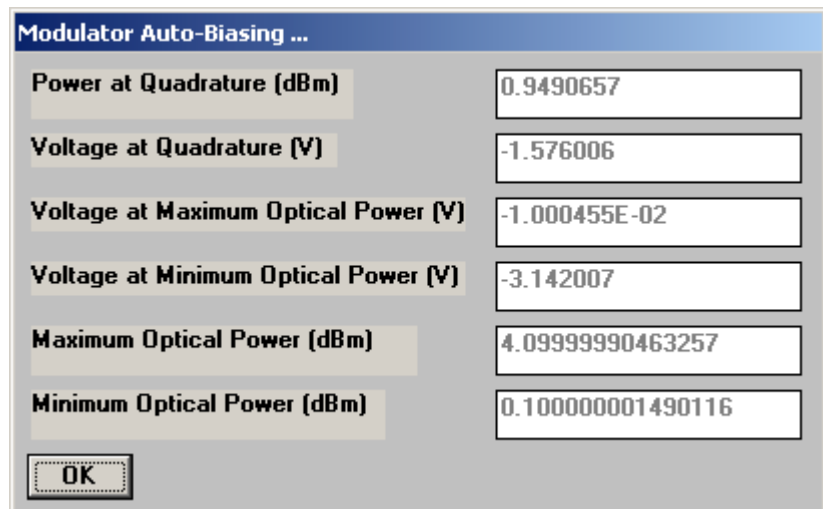 Modulator Auto-Biasing ...
Power at Quadrature (dBm) 0.9490657
Voltage at Quadrature (V) -1.576006
Voltage at Maximum Optical Power (V) -1.000455E-02
Voltage at Minimum Optical Power (V) -3.142007
Maximum Optical Power (dBm) 4.09999990463257
Minimum Optical Power (dBm) 0.100000001490116
OK